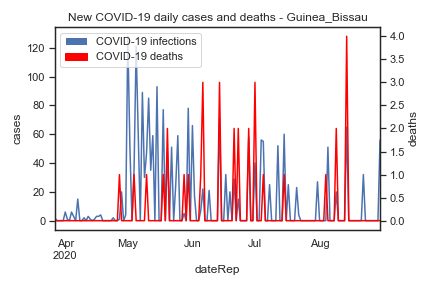 New COVID-19 daily cases and deaths - Guinea_Bissau
COVID-19 infections
COVID-19 deaths
cases
120
100
80
60
40
20
0
deaths
4.0
3.5
3.0
2.5
2.0
1.5
1.0
0.5
0.0
Apr May Jun Jul Aug
2020
dateRep